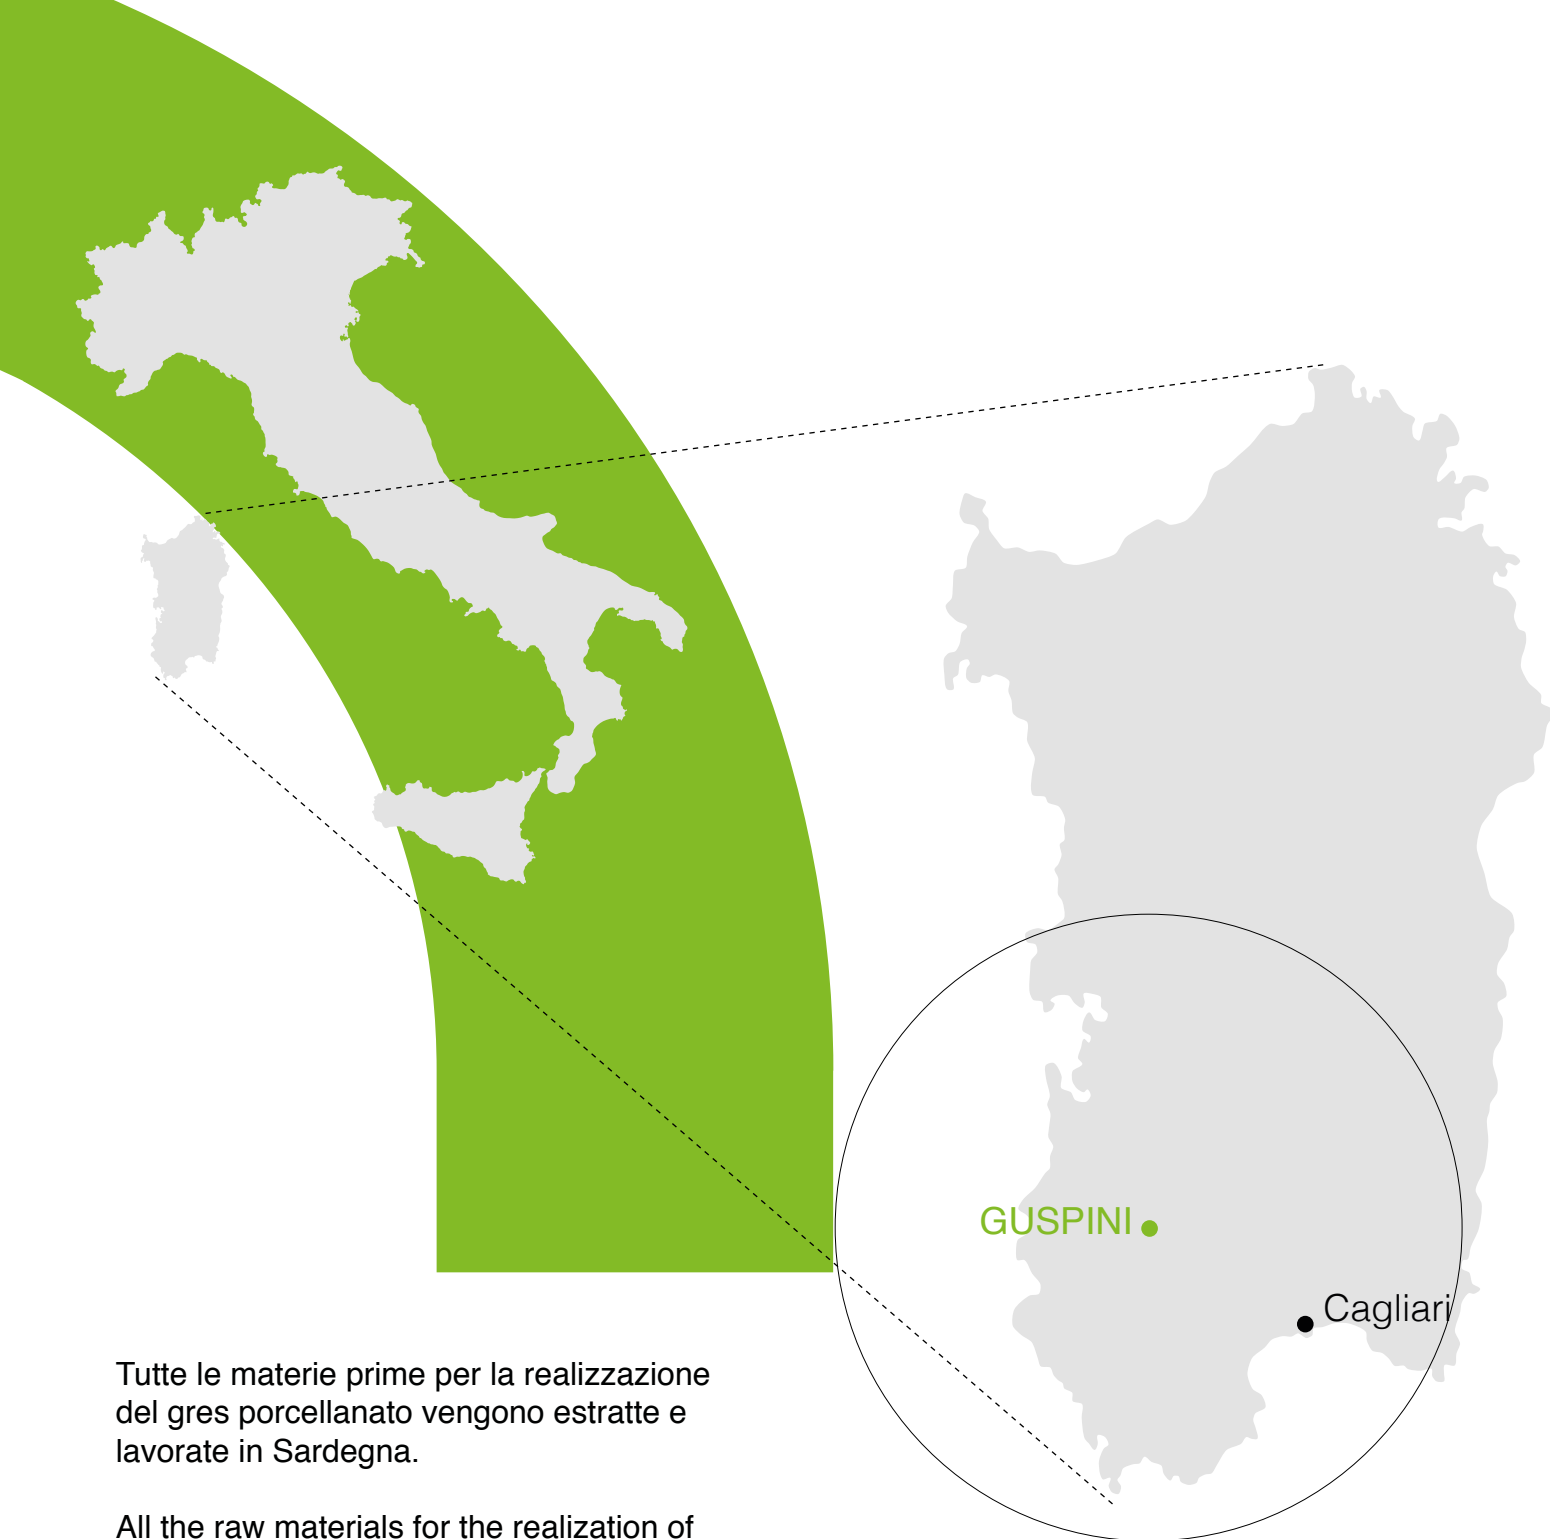 GUSPINI
Cagliari
Tutte le materie prime per la realizzazione
del gres porcellanato vengono estratte e
lavorate in Sardegna.
All the raw materials for the realization of